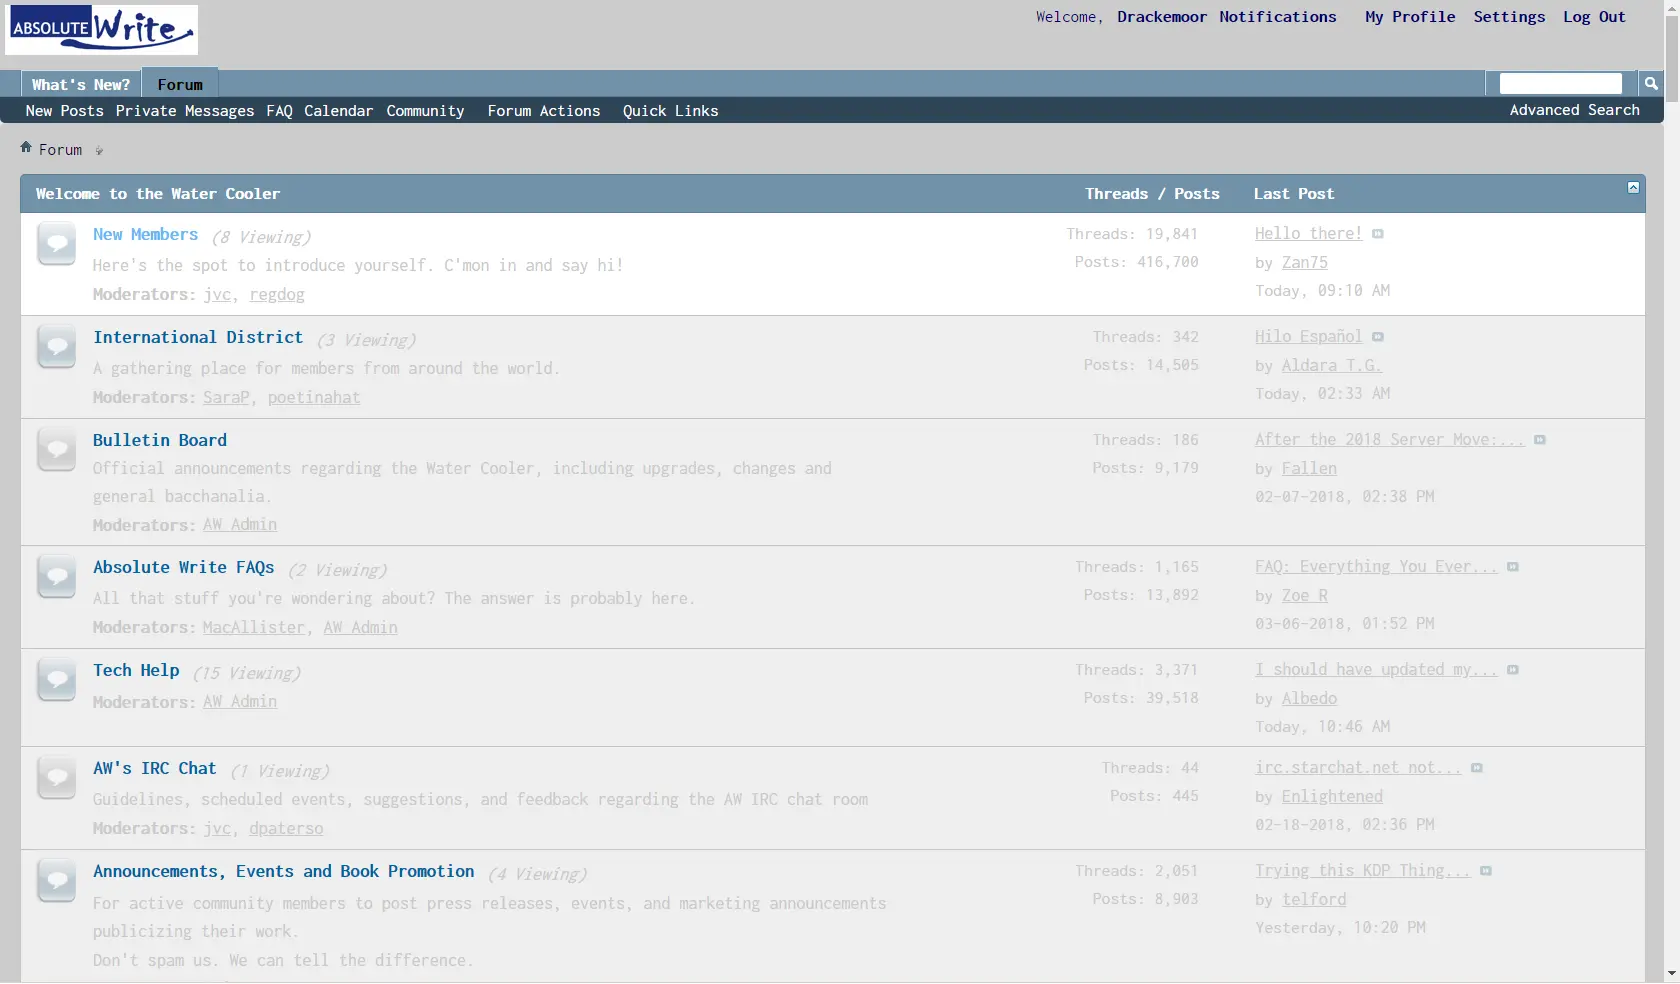 ABSOLUTE Write
Welcome, Drackemoor Notifications My Profile Settings Log Out
What's New? Forum
New Posts Private Messages FAQ Calendar Community Forum Actions Quick Links Advanced Search
Forum
Welcome to the Water Cooler Threads / Posts Last Post
New Members (8 Viewing) Threads: 19,841 Hello there!
Here's the spot to introduce yourself. C'mon in and say hi! Posts: 416,700 by Zan75
Moderators: jvc, regdog Today, 09:10 AM
International District (3 Viewing) Threads: 342 Hilo Español
A gathering place for members from around the world. Posts: 14,505 by Aldara T.G.
Moderators: SaraP, poetinahat Today, 02:33 AM
Bulletin Board Threads: 186 After the 2018 Server Move:...
Official announcements regarding the Water Cooler, including upgrades, changes and Posts: 9,179 by Fallen
general bacchanalia. 02-07-2018, 02:38 PM
Moderators: AW Admin
Absolute Write FAQs (2 Viewing) Threads: 1,165 FAQ: Everything You Ever...
All that stuff you're wondering about? The answer is probably here. Posts: 13,892 by Zoe R
Moderators: MacAllister, AW Admin 03-06-2018, 01:52 PM
Tech Help (15 Viewing) Threads: 3,371 I should have updated my...
Moderators: AW Admin Posts: 39,518 by Albedo
Today, 10:46 AM
AW's IRC Chat (1 Viewing) Threads: 44 irc.starchat.net not...
Guidelines, scheduled events, suggestions, and feedback regarding the AW IRC chat room Posts: 445 by Enlightened
Moderators: jvc, dpaterso 02-18-2018, 02:36 PM
Announcements, Events and Book Promotion (4 Viewing) Threads: 2,051 Trying this KDP Thing...
For active community members to post press releases, events, and marketing announcements Posts: 8,903 by telford
publicizing their work. Yesterday, 10:20 PM
Don't spam us. We can tell the difference.